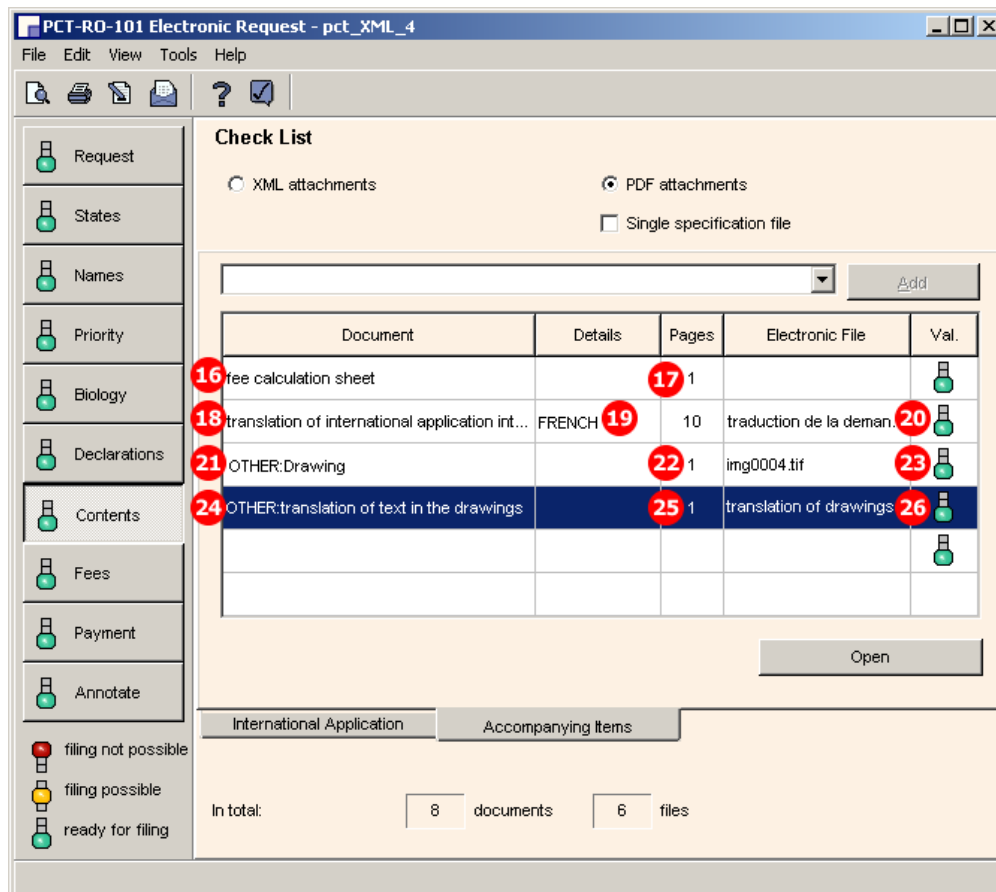 PCT-RO-101 Electronic Request - pct_XML_4
File Edit View Tools Help
Check List
XML attachments
PDF attachments
Single specification file
Request
States
Names
Priority
Biology
Declarations
Contents
Fees
Payment
Annotate
filing not possible
filing possible
ready for filing
Add
Document Details Pages Electronic File Val.
16 fee calculation sheet 17 1
18 translation of international application int... FRENCH 19 10 traduction de la deman. 20
21 OTHER:Drawing 22 1 img0004.tif 23
24 OTHER:translation of text in the drawings 25 1 translation of drawings 26
Open
International Application Accompanying Items
In total: 8 documents 6 files